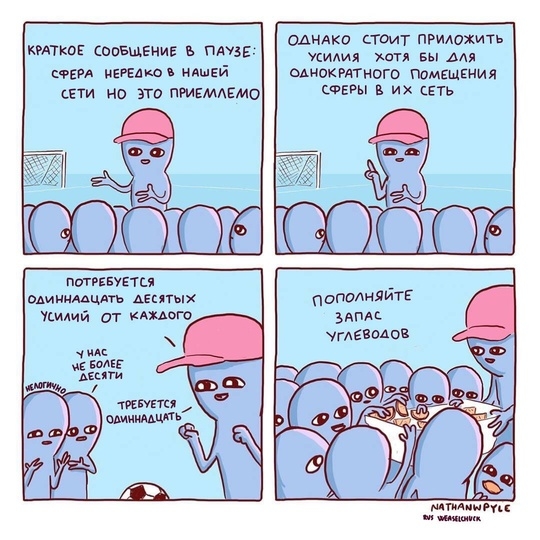 КРАТКОЕ СООБЩЕНИЕ В ПАУЗЕ:
СФЕРА НЕРЕДКО В НАШЕЙ
СЕТИ НО ЭТО ПРИЕМЛЕМО
ОДНАКО СТОИТ ПРИЛОЖИТЬ
УСИЛИЯ ХОТЯ БЫ ДЛЯ
ОДНОКРАТНОГО ПОМЕЩЕНИЯ
СФЕРЫ В ИХ СЕТЬ
ПОТРЕБУЕТСЯ
ОДИННАДЦАТЬ ДЕСЯТЫХ
УСИЛИЙ ОТ КАЖДОГО
У НАС
НЕ БОЛЕЕ
ДЕСЯТИ
НЕЛОГИЧНО
ТРЕБУЕТСЯ
ОДИННАДЦАТЬ
ПОПОЛНЯЙТЕ
ЗАПАС
УГЛЕВОДОВ
NATHANWPYLE
RUS WEASELCHUCK